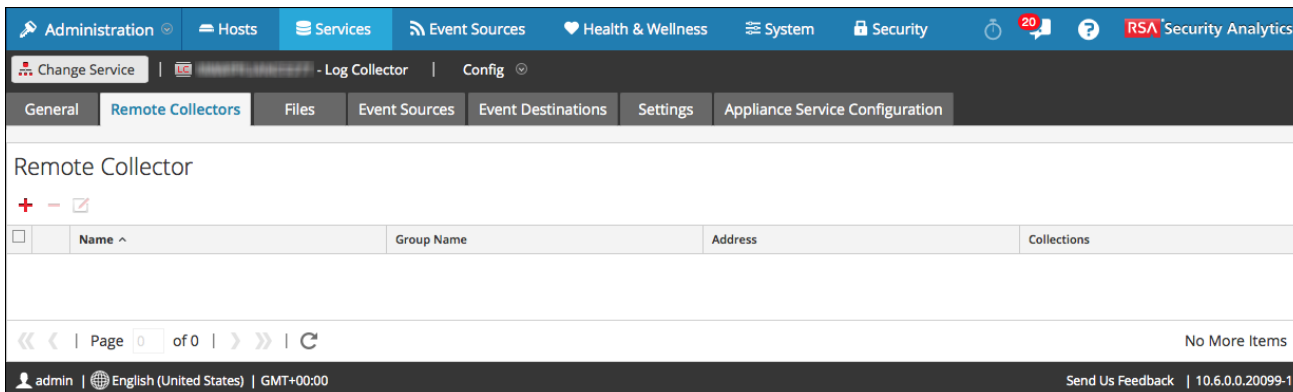 Administration Hosts Services Event Sources Health & Wellness System Security 20 ? RSA Security Analytics
Change Service | LC - Log Collector | Config
General Remote Collectors Files Event Sources Event Destinations Settings Appliance Service Configuration
Remote Collector
Name Group Name Address Collections
Page 0 of 0 No More Items
admin | English (United States) | GMT+00:00 Send Us Feedback | 10.6.0.0.20099-1